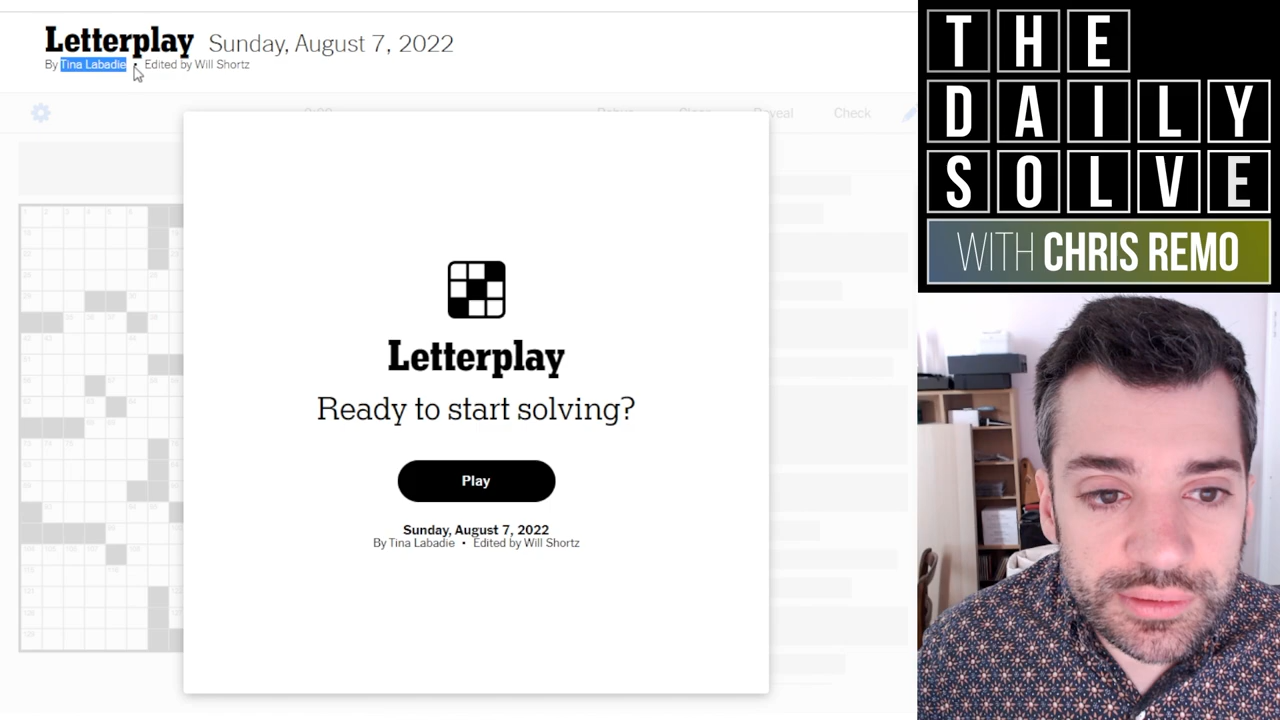 Letterplay Sunday, August 7, 2022
By Tina Labadie • Edited by Will Shortz
Check
Letterplay
Ready to start solving?
Play
Sunday, August 7, 2022
By Tina Labadie • Edited by Will Shortz
THE
DAILY
SOLVE
WITH CHRIS REMO